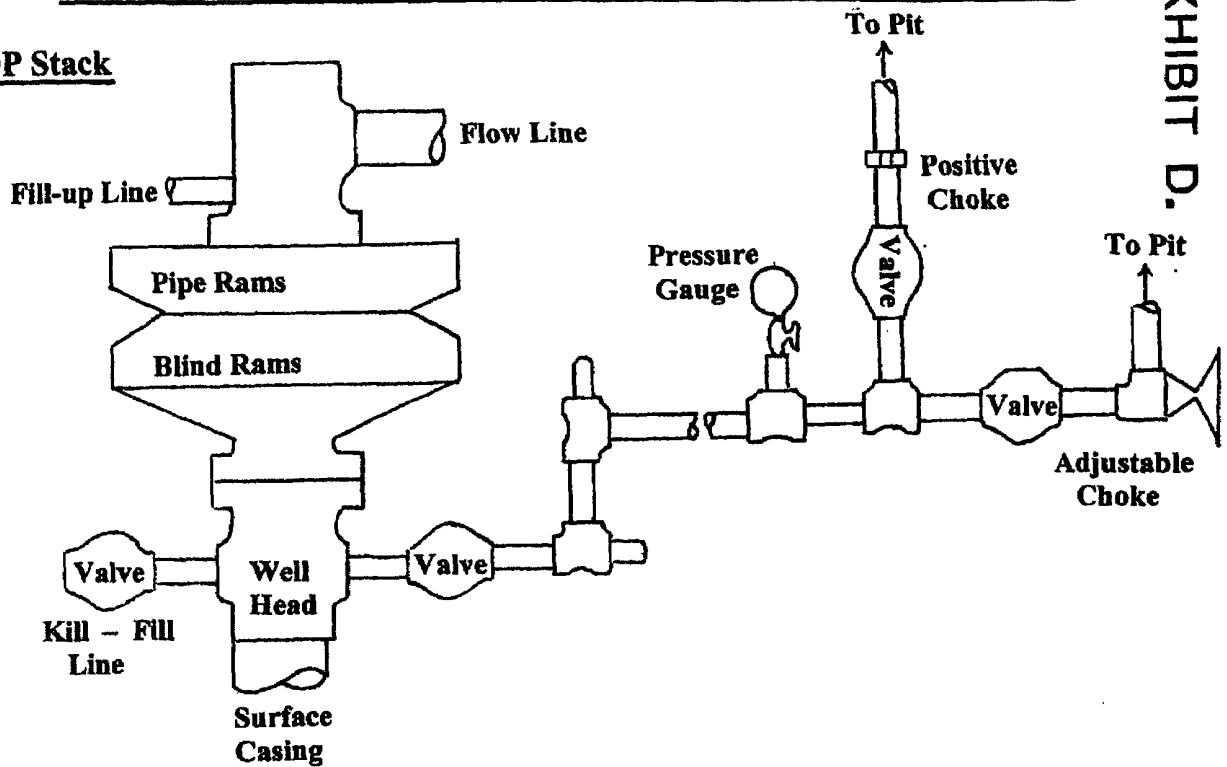 P Stack
To Pit
XHIBIT D.
Flow Line
Fill-up Line
Positive
Choke
Valve
To Pit
Pressure
Gauge
Pipe Rams
Blind Rams
Valve
Adjustable
Choke
Valve
Well
Head
Valve
Kill – Fill
Line
Surface
Casing